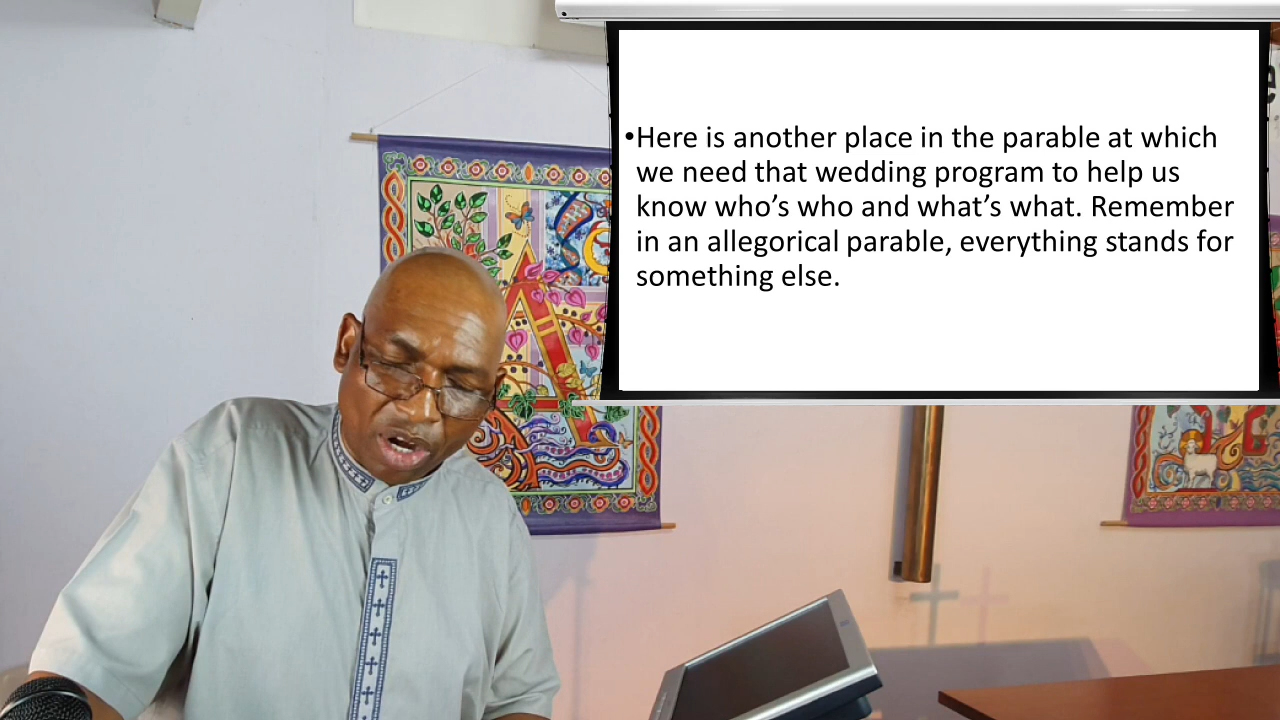 •Here is another place in the parable at which
we need that wedding program to help us
know who’s who and what’s what. Remember
in an allegorical parable, everything stands for
something else.